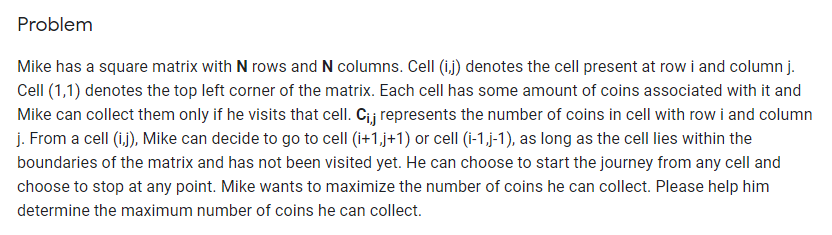 Problem
Mike has a square matrix with N rows and N columns. Cell (i,j) denotes the cell present at row i and column j.
Cell (1,1) denotes the top left corner of the matrix. Each cell has some amount of coins associated with it and
Mike can collect them only if he visits that cell. Ci,j represents the number of coins in cell with row i and column
j. From a cell (i,j), Mike can decide to go to cell (i+1,j+1) or cell (i-1,j-1), as long as the cell lies within the
boundaries of the matrix and has not been visited yet. He can choose to start the journey from any cell and
choose to stop at any point. Mike wants to maximize the number of coins he can collect. Please help him
determine the maximum number of coins he can collect.